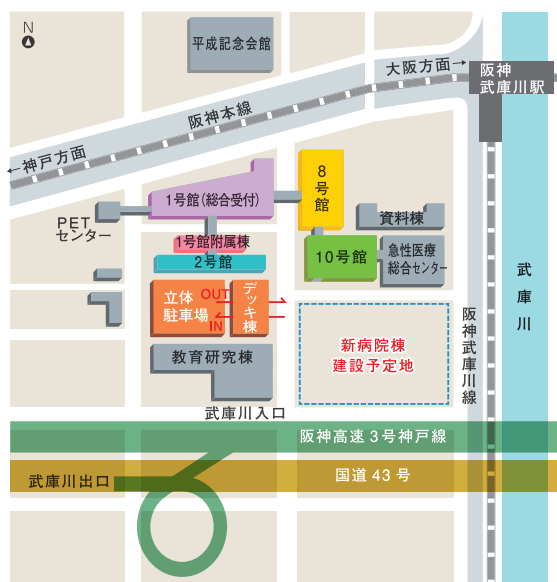 N
平成記念会館
大阪方面→
阪神
武庫川駅
阪神本線
←神戸方面
8号館
1号館(総合受付)
PET
センター
資料棟
1号館附属棟
2号館
10号館
急性医療
総合センター
武庫川
立体
駐車場
OUT
IN
デッキ棟
阪神武庫川線
新病院棟
建設予定地
教育研究棟
武庫川入口
阪神高速3号神戸線
国道43号
武庫川出口